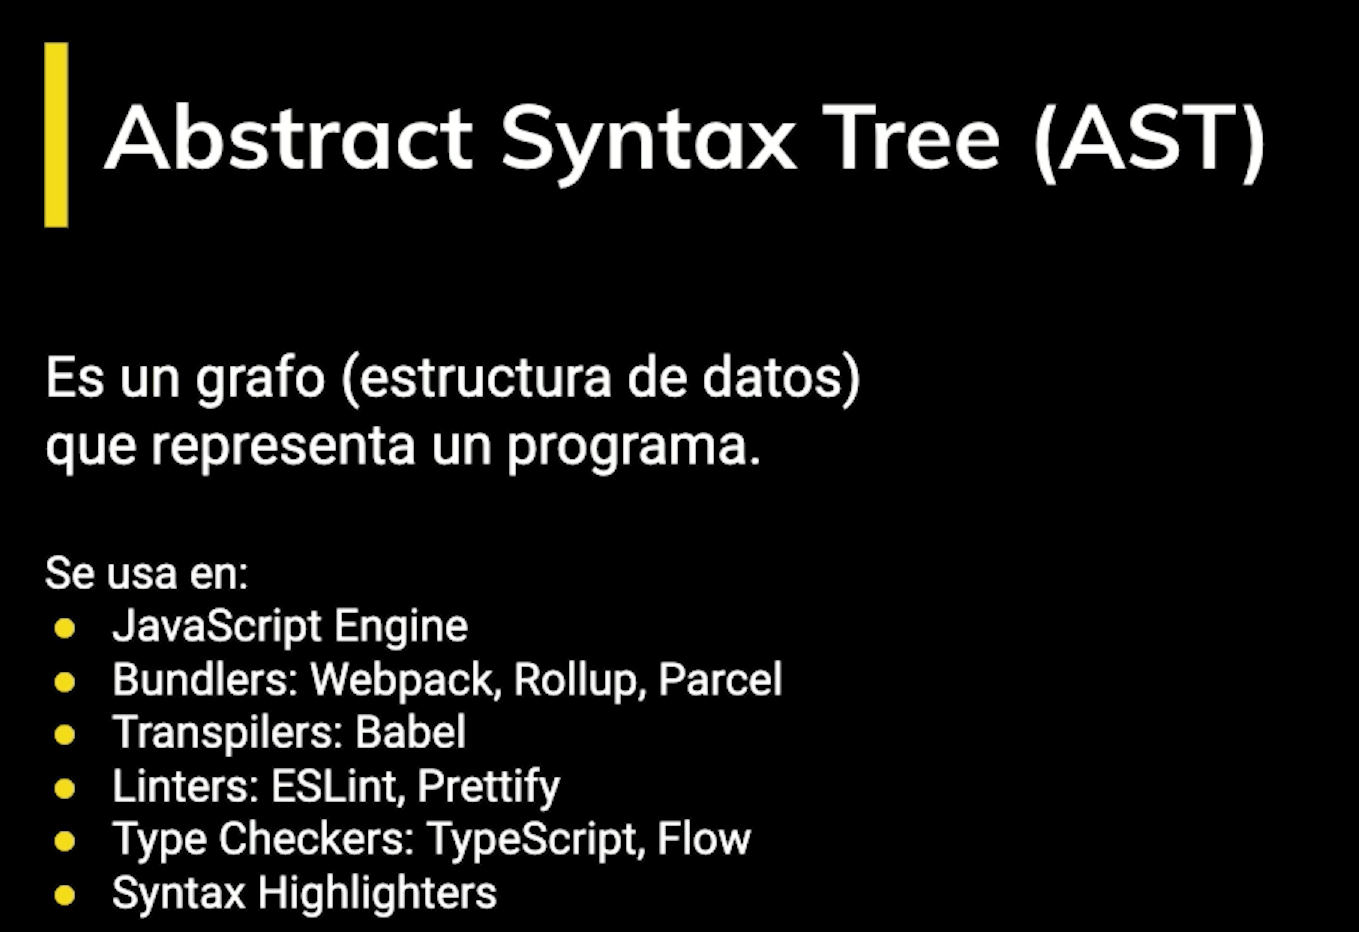 Abstract Syntax Tree (AST)
Es un grafo (estructura de datos)
que representa un programa.
Se usa en:
● JavaScript Engine
● Bundlers: Webpack, Rollup, Parcel
● Transpilers: Babel
● Linters: ESLint, Prettify
● Type Checkers: TypeScript, Flow
● Syntax Highlighters